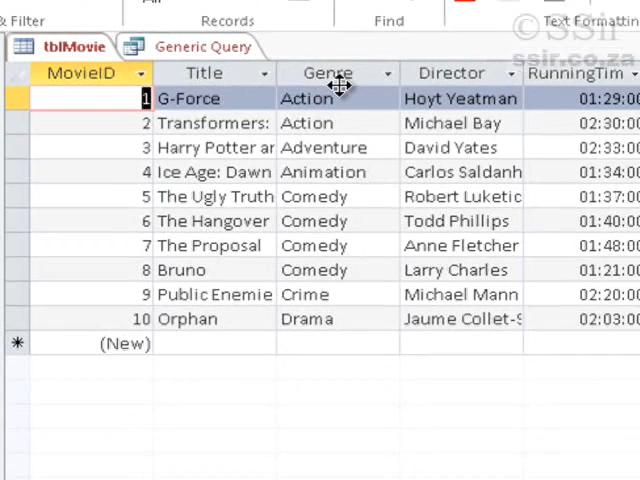 & Filter
Records
Find
Text Formattin
© SSir
ssir.co.za
tblMovie Generic Query
MovieID Title Genre Director RunningTim
1 G-Force Action Hoyt Yeatman 01:29:00
2 Transformers: Action Michael Bay 02:30:00
3 Harry Potter an Adventure David Yates 02:33:00
4 Ice Age: Dawn Animation Carlos Saldanh 01:34:00
5 The Ugly Truth Comedy Robert Luketic 01:37:00
6 The Hangover Comedy Todd Phillips 01:40:00
7 The Proposal Comedy Anne Fletcher 01:48:00
8 Bruno Comedy Larry Charles 01:21:00
9 Public Enemie Crime Michael Mann 02:20:00
10 Orphan Drama Jaume Collet-S 02:03:00
(New)